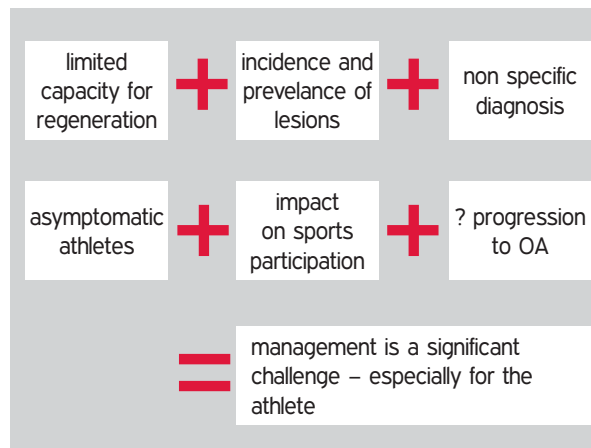 limited
capacity for
regeneration
+
incidence and
prevelance of
lesions
+
non specific
diagnosis
asymptomatic
athletes
+
impact
on sports
participation
+
? progression
to OA
=
management is a significant
challenge – especially for the
athlete